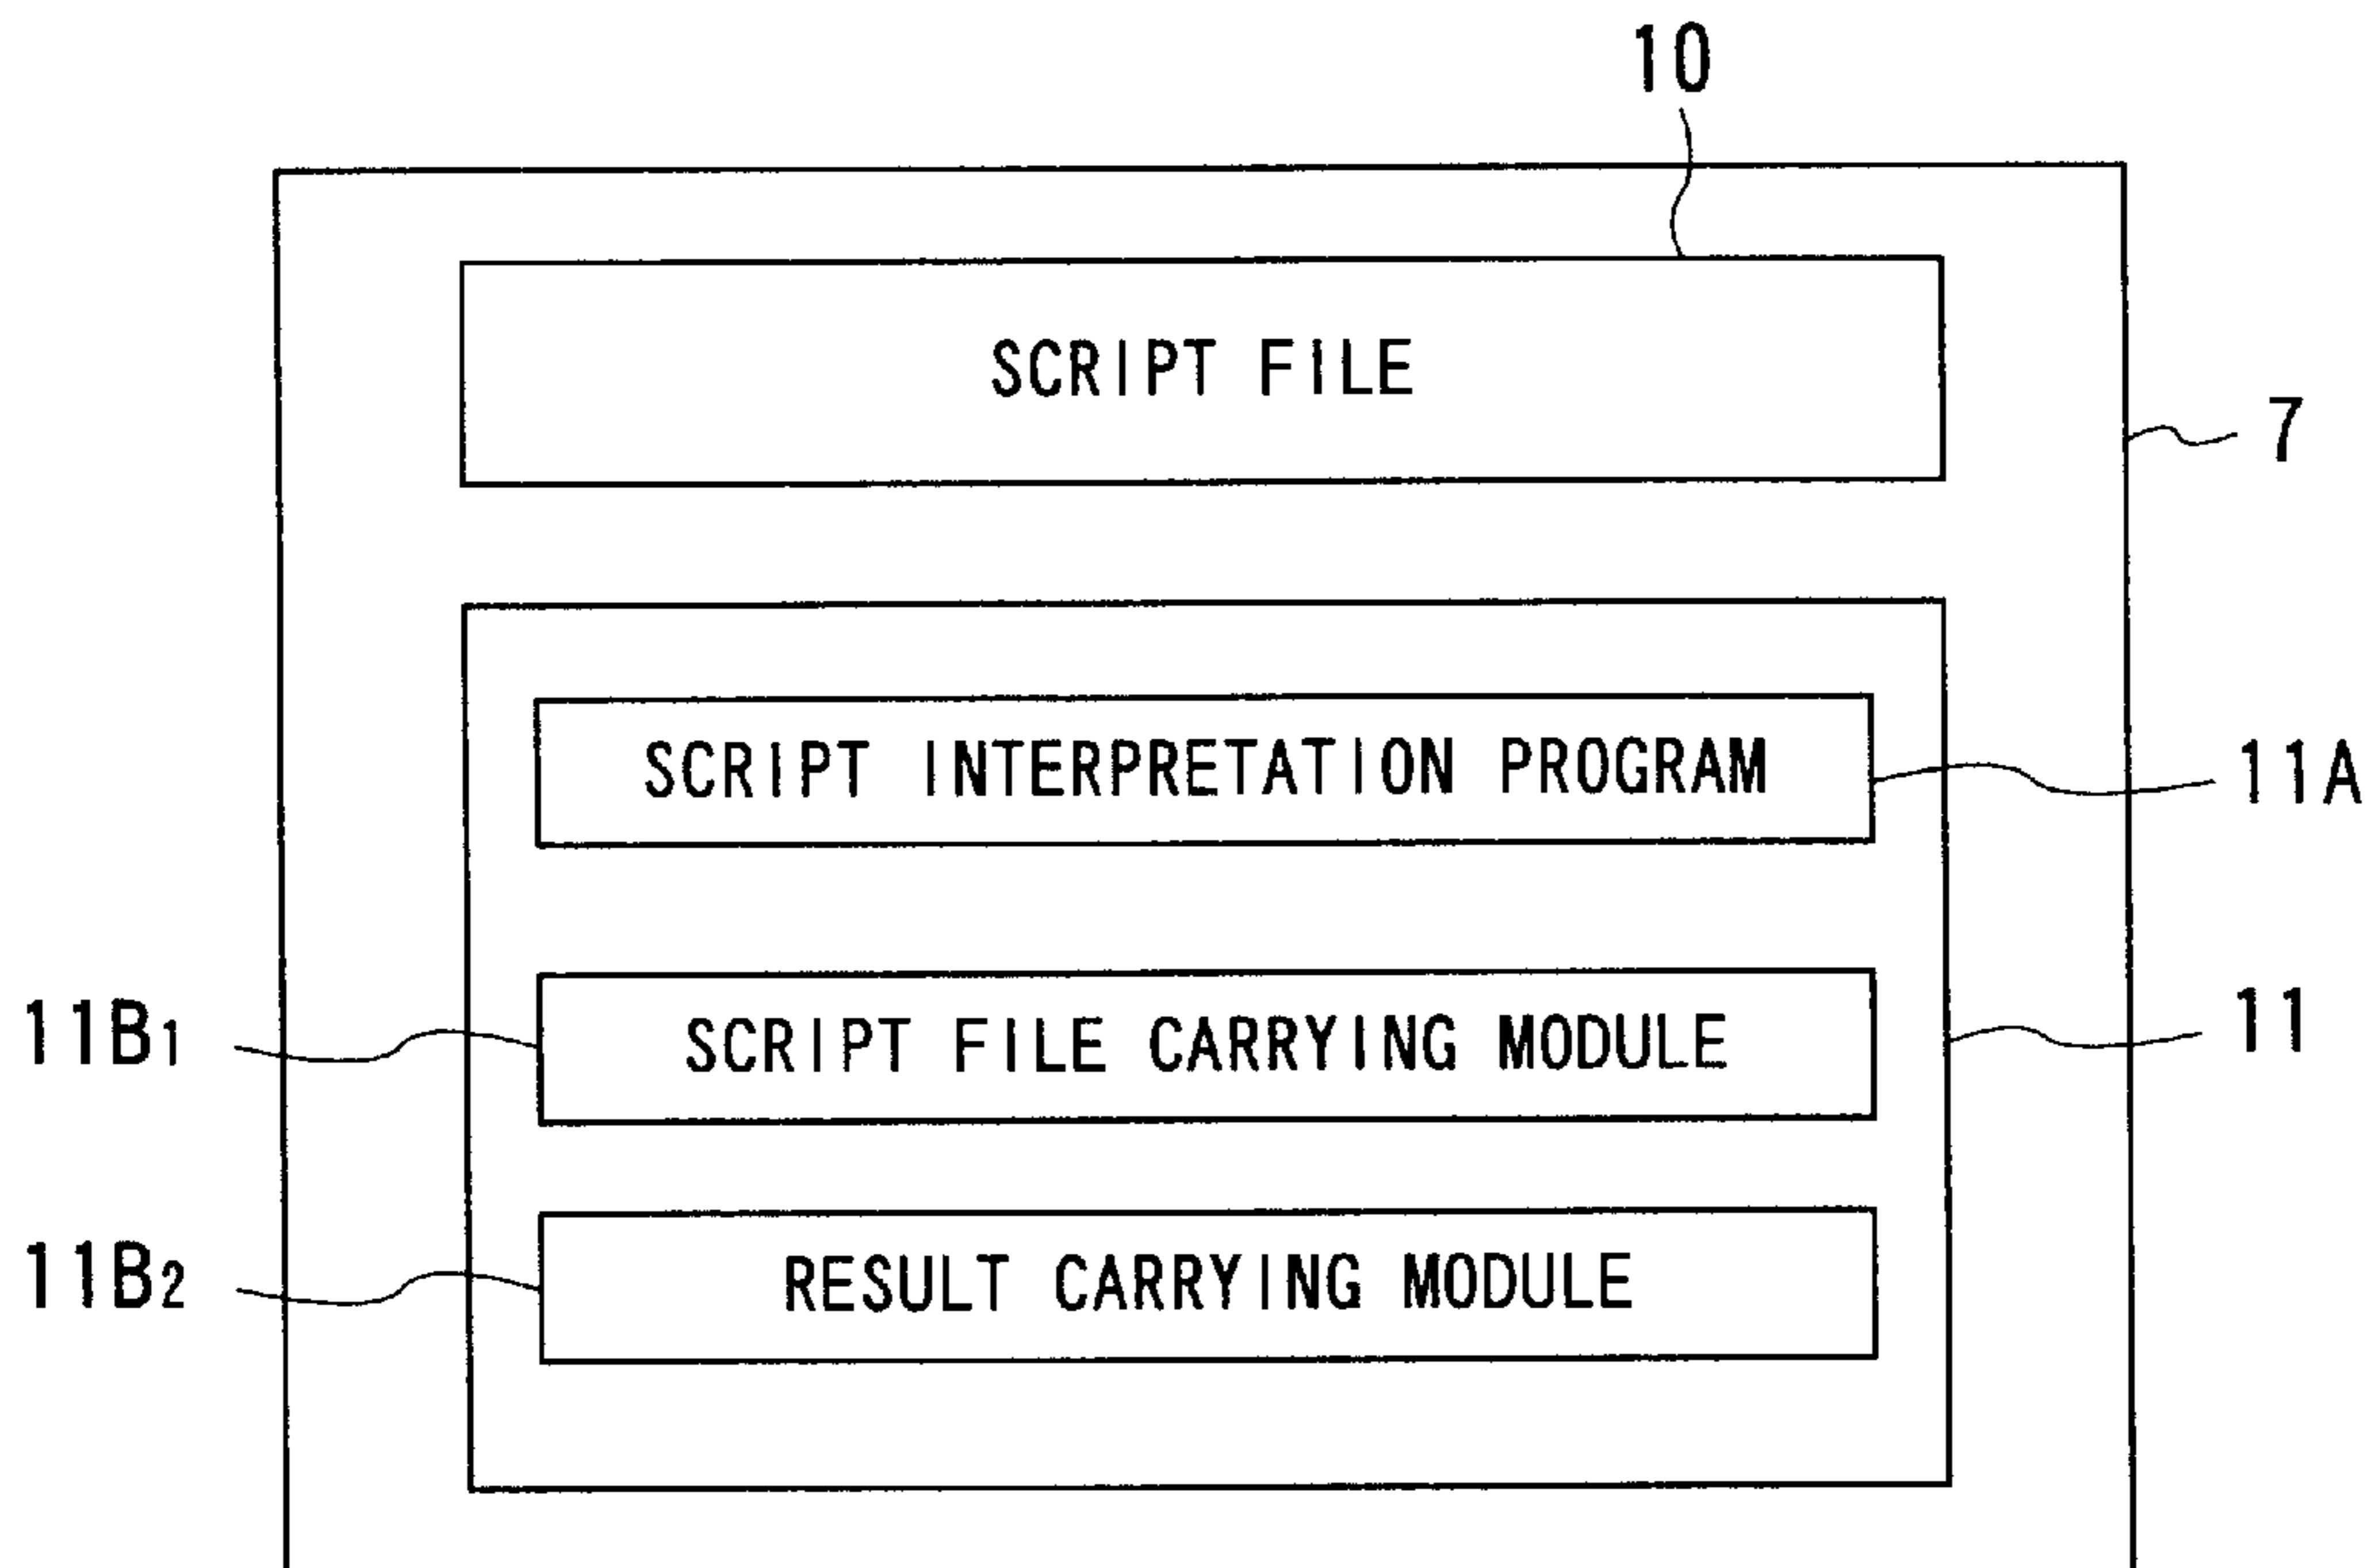 10
SCRIPT FILE
7
SCRIPT INTERPRETATION PROGRAM
11A
11B1
SCRIPT FILE CARRYING MODULE
11
11B2
RESULT CARRYING MODULE